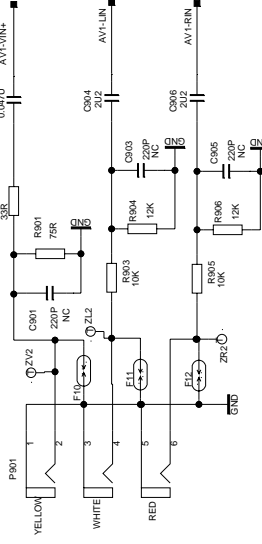 AV1-VIN+
AV1-LIN
AV1-RIN
0.047U
C904
2U2
C906
2U2
33R
R901
75R
GND
C903
220P
NC
GND
R904
12K
C905
220P
NC
GND
R906
12K
C901
220P
NC
R903
10K
R905
10K
ZV2
ZL2
ZR2
F10
F11
F12
GND
P901
1
2
3
4
5
6
YELLOW
WHITE
RED